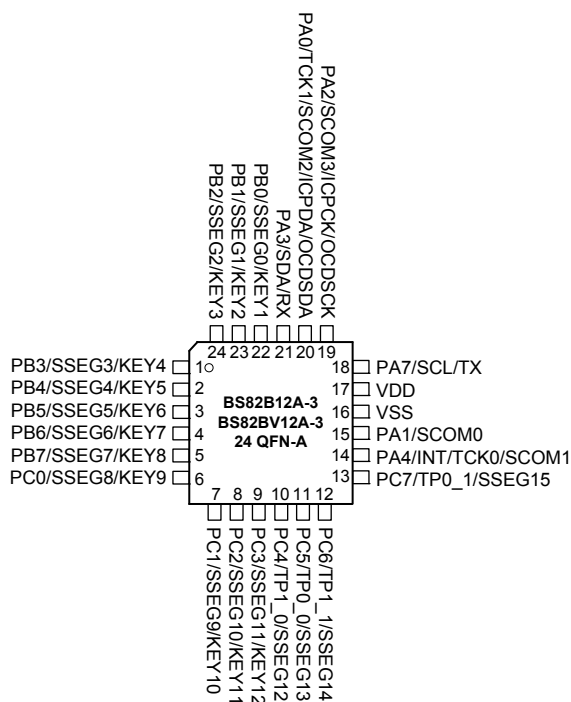 PA0/TCK1/SCOM2/ICPDA/OCDSDA
PA2/SCOM3/ICPCK/OCDSCK
PB2/SSEG2/KEY3
PB1/SSEG1/KEY2
PB0/SSEG0/KEY1
PA3/SDA/RX
24 23 22 21 20 19
PB3/SSEG3/KEY4 1
PB4/SSEG4/KEY5 2
PB5/SSEG5/KEY6 3
PB6/SSEG6/KEY7 4
PB7/SSEG7/KEY8 5
PC0/SSEG8/KEY9 6
BS82B12A-3
BS82BV12A-3
24 QFN-A
18 PA7/SCL/TX
17 VDD
16 VSS
15 PA1/SCOM0
14 PA4/INT/TCK0/SCOM1
13 PC7/TP0_1/SSEG15
7 8 9 10 11 12
PC1/SSEG9/KEY10
PC2/SSEG10/KEY11
PC3/SSEG11/KEY12
PC4/TP1_0/SSEG12
PC5/TP0_0/SSEG13
PC6/TP1_1/SSEG14